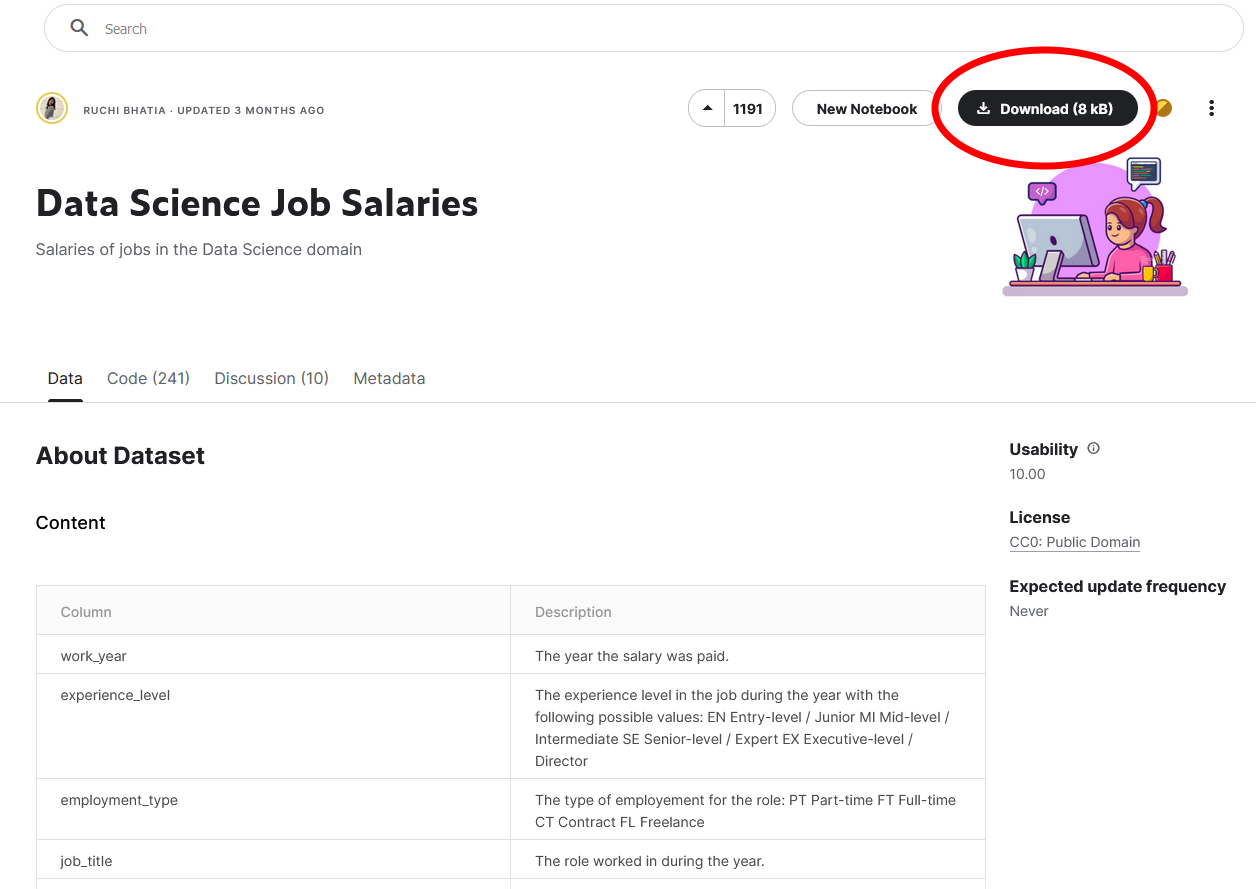 Search
RUCHI BHATIA · UPDATED 3 MONTHS AGO
1191
New Notebook
Download (8 kB)
Data Science Job Salaries
Salaries of jobs in the Data Science domain
</>
Data
Code (241)
Discussion (10)
Metadata
About Dataset
Content
Column
Description
work_year
The year the salary was paid.
experience_level
The experience level in the job during the year with the
following possible values: EN Entry-level / Junior MI Mid-level /
Intermediate SE Senior-level / Expert EX Executive-level /
Director
employment_type
The type of employement for the role: PT Part-time FT Full-time
CT Contract FL Freelance
job_title
The role worked in during the year.
Usability
10.00
License
CC0: Public Domain
Expected update frequency
Never